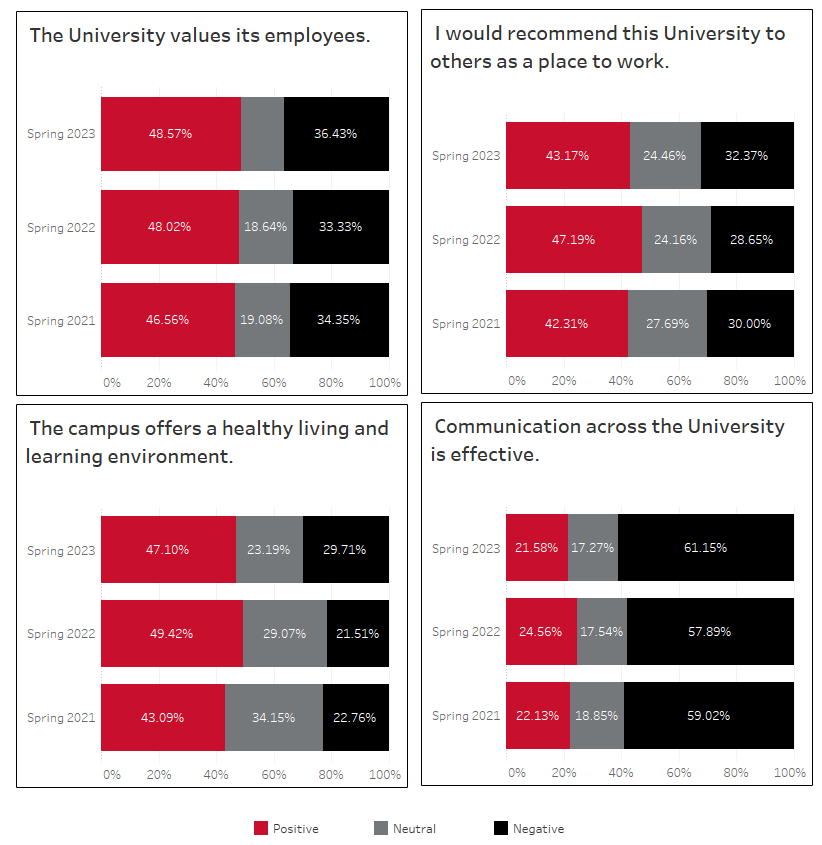 The University values its employees.
Spring 2023
48.57%
36.43%
Spring 2022
48.02%
18.64%
33.33%
Spring 2021
46.56%
19.08%
34.35%
0% 20% 40% 60% 80% 100%
I would recommend this University to
others as a place to work.
Spring 2023
43.17%
24.46%
32.37%
Spring 2022
47.19%
24.16%
28.65%
Spring 2021
42.31%
27.69%
30.00%
0% 20% 40% 60% 80% 100%
The campus offers a healthy living and
learning environment.
Spring 2023
47.10%
23.19%
29.71%
Spring 2022
49.42%
29.07%
21.51%
Spring 2021
43.09%
34.15%
22.76%
0% 20% 40% 60% 80% 100%
Communication across the University
is effective.
Spring 2023
21.58%
17.27%
61.15%
Spring 2022
24.56%
17.54%
57.89%
Spring 2021
22.13%
18.85%
59.02%
0% 20% 40% 60% 80% 100%
Positive
Neutral
Negative